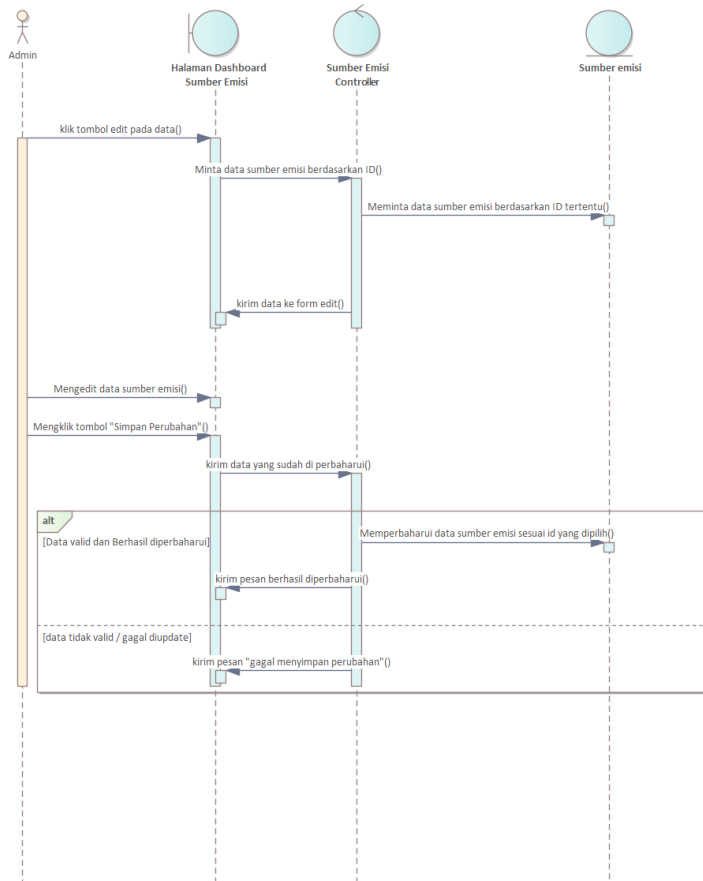 Admin
Halaman Dashboard
Sumber Emisi
Sumber Emisi
Controller
Sumber emisi
klik tombol edit pada data()
Minta data sumber emisi berdasarkan ID()
Meminta data sumber emisi berdasarkan ID tertentu()
kirim data ke form edit()
Mengedit data sumber emisi()
Mengklik tombol "Simpan Perubahan"()
kirim data yang sudah di perbaharui()
alt
[Data valid dan Berhasil diperbaharui]
Memperbaharui data sumber emisi sesuai id yang dipilih()
kirim pesan berhasil diperbaharui()
[data tidak valid / gagal diupdate]
kirim pesan "gagal menyimpan perubahan"()